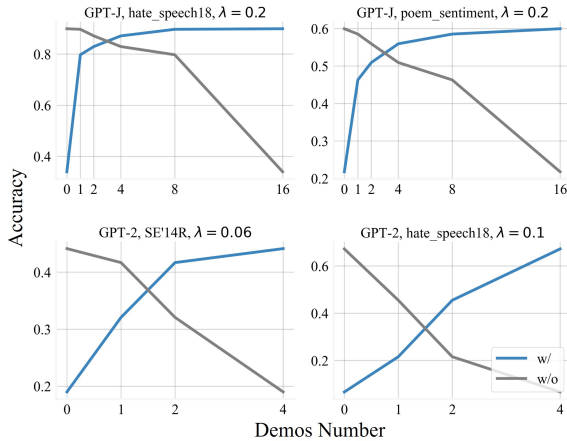 GPT-J, hate_speech18, λ = 0.2
0.8
0.6
0.4
0 1 2 4 8 16
GPT-J, poem_sentiment, λ = 0.2
0.6
0.5
0.4
0.3
0.2
0 1 2 4 8 16
Accuracy
GPT-2, SE'14R, λ = 0.06
0.4
0.3
0.2
0 1 2 4
GPT-2, hate_speech18, λ = 0.1
0.6
0.4
0.2
0 1 2 4
w/
w/o
Demos Number